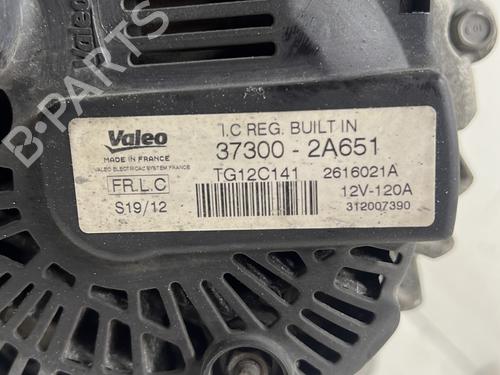 Valeo
B-PARTS
Valeo
I.C REG. BUILT IN
MADE IN FRANCE
37300 - 2A651
VALEO ELECTRICAL SYSTEM FRANCE
TG12C141 2616021A
FR.L.C
12V-120A
S19/12
312007390